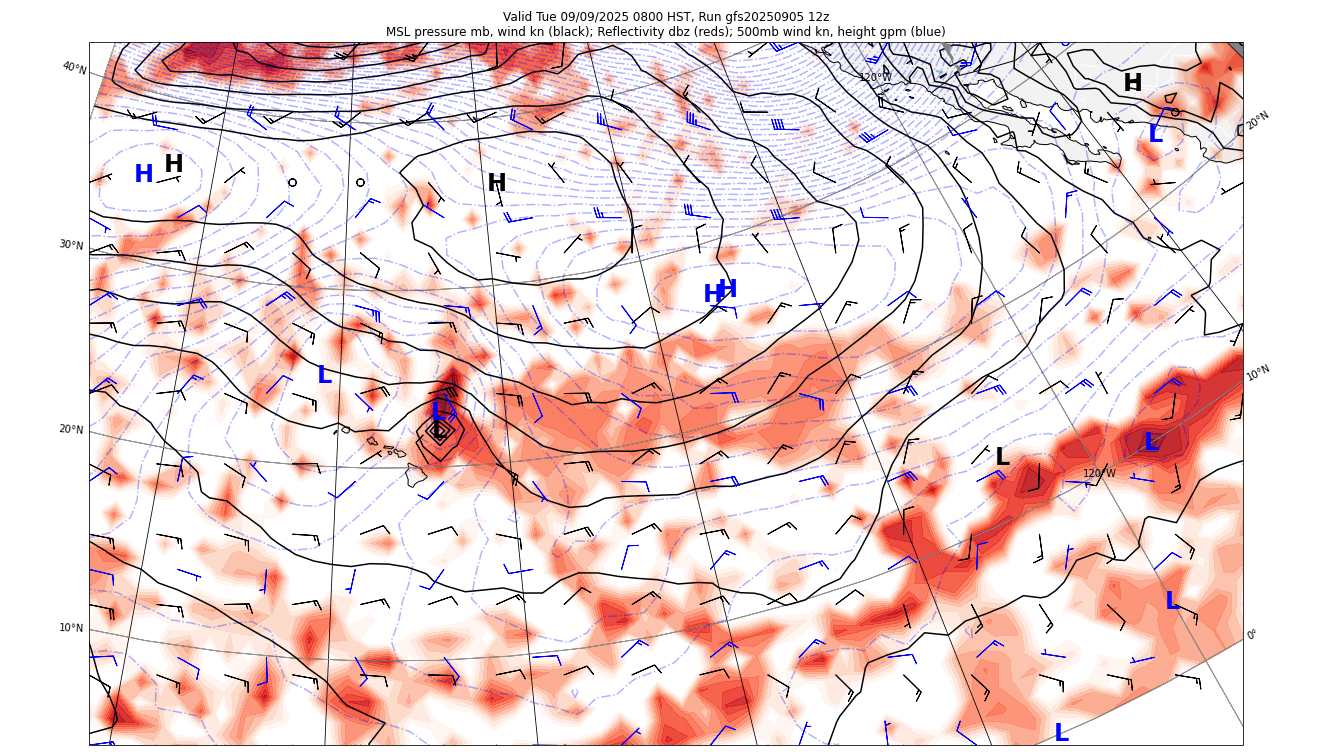 Valid Tue 09/09/2025 0800 HST, Run gfs20250905 12z
MSL pressure mb, wind kn (black); Reflectivity dbz (reds); 500mb wind kn, height gpm (blue)
40°N
120°W
H
20°N
L
H
H
H
30°N
H
H
L
10°N
L
20°N
L
L
L
120°W
L
10°N
0°
L